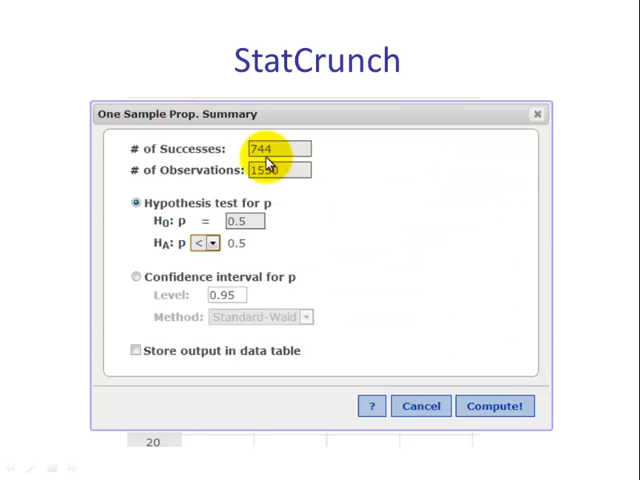 StatCrunch
One Sample Prop. Summary
# of Successes: 744
# of Observations: 1550
Hypothesis test for p
H0: p = 0.5
HA: p < 0.5
Confidence interval for p
Level: 0.95
Method: Standard-Wald
Store output in data table
? Cancel Compute!
20